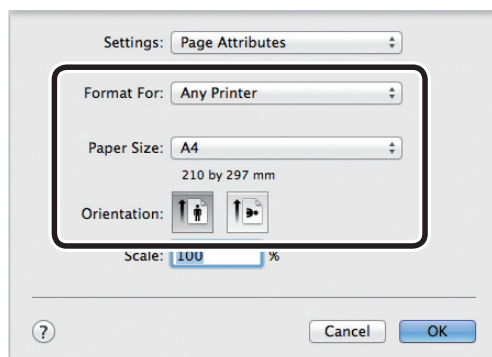 Settings: Page Attributes
Format For: Any Printer
Paper Size: A4
210 by 297 mm
Orientation:
Scale: 100 %
? Cancel OK